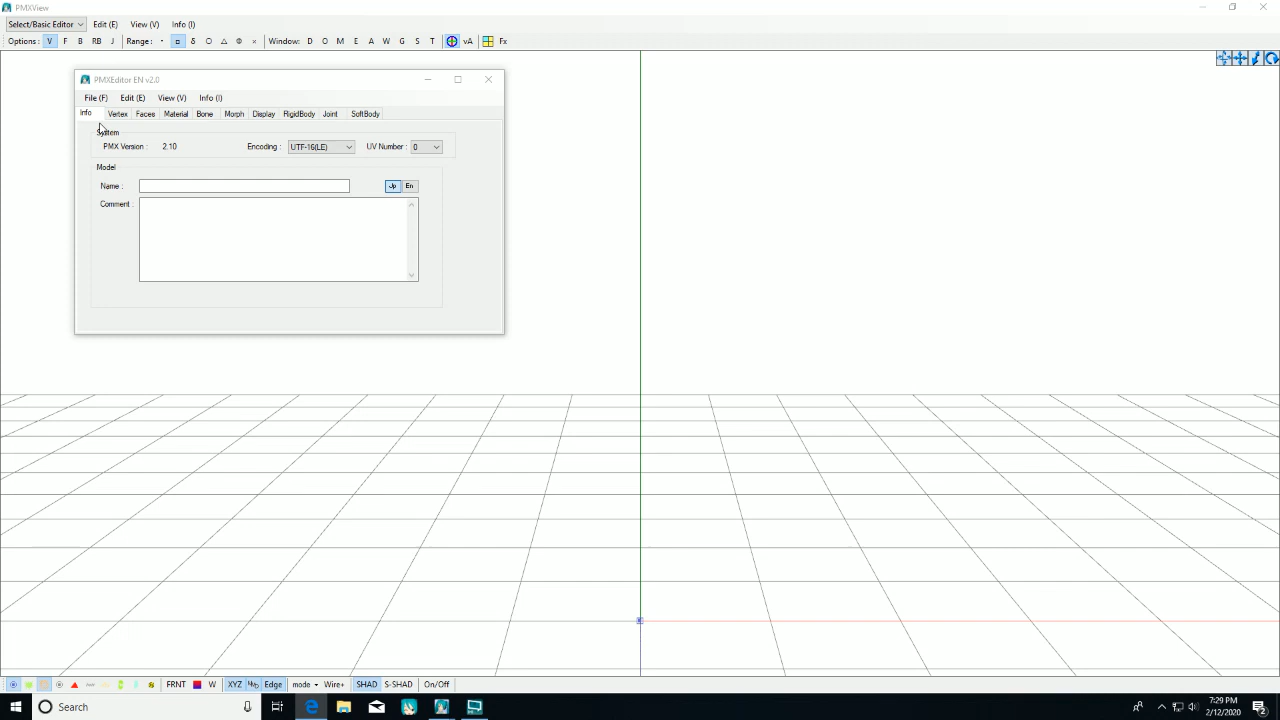 PMXView
Select/Basic Editor Edit (E) View (V) Info (I)
Options : V F B RB J Range: Window: D O M E A W G S T vA Fx
PMXEditor EN v2.0
File (F) Edit (E) View (V) Info (I)
Info Vertex Faces Material Bone Morph Display RigidBody Joint SoftBody
System
PMX Version : 2.10 Encoding : UTF-16(LE) UV Number : 0
Model
Name : Jp En
Comment :
FRNT W XYZ Edge mode Wire+ SHAD S-SHAD On/Off
Search
7:29 PM
2/12/2020
2